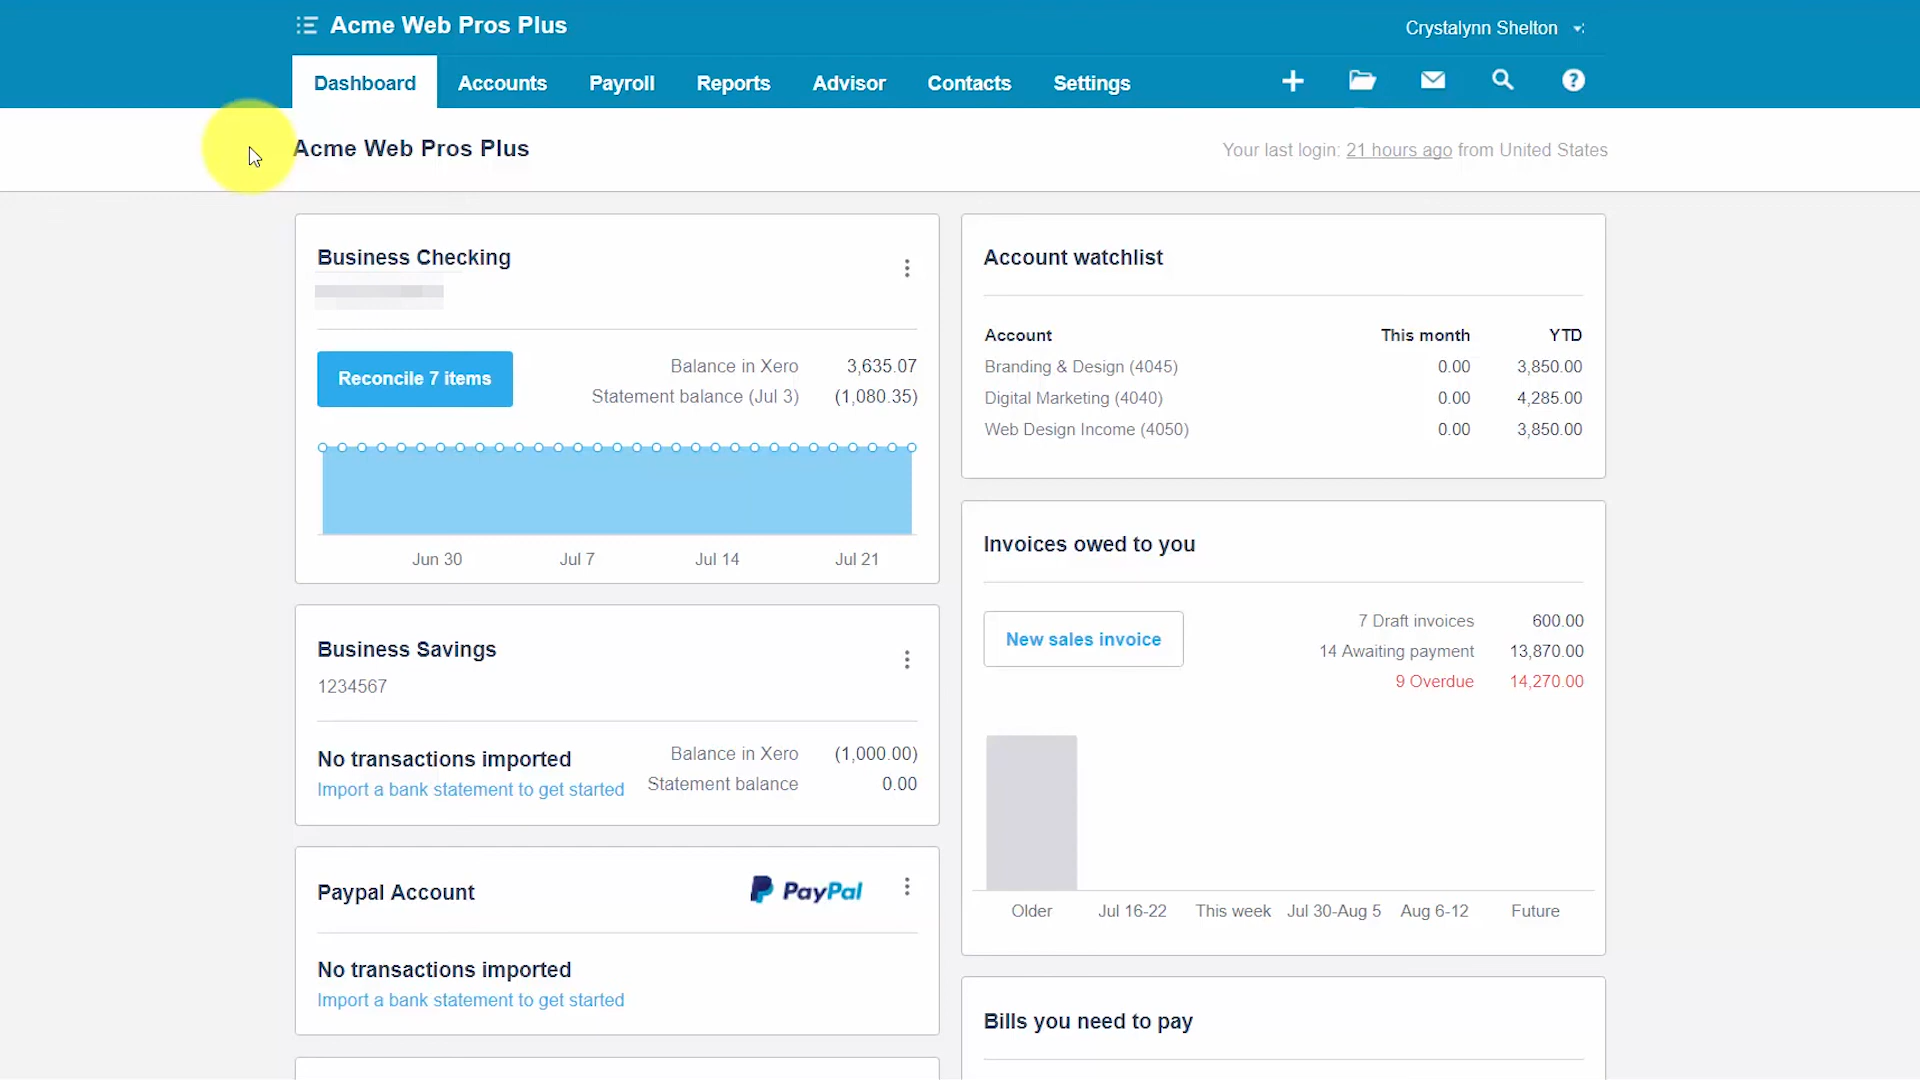 Acme Web Pros Plus
Crystalynn Shelton
Dashboard Accounts Payroll Reports Advisor Contacts Settings
Acme Web Pros Plus
Your last login: 21 hours ago from United States
Business Checking
Reconcile 7 items
Balance in Xero 3,635.07
Statement balance (Jul 3) (1,080.35)
Jun 30 Jul 7 Jul 14 Jul 21
Business Savings
1234567
No transactions imported
Import a bank statement to get started
Balance in Xero (1,000.00)
Statement balance 0.00
Paypal Account
PayPal
No transactions imported
Import a bank statement to get started
Account watchlist
Account This month YTD
Branding & Design (4045) 0.00 3,850.00
Digital Marketing (4040) 0.00 4,285.00
Web Design Income (4050) 0.00 3,850.00
Invoices owed to you
New sales invoice
7 Draft invoices 600.00
14 Awaiting payment 13,870.00
9 Overdue 14,270.00
Older Jul 16-22 This week Jul 30-Aug 5 Aug 6-12 Future
Bills you need to pay